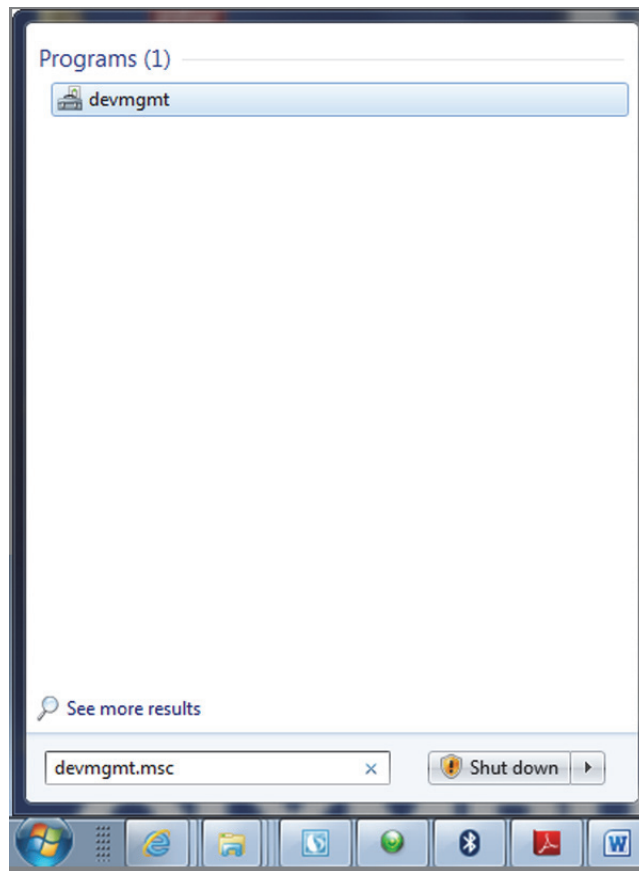 Programs (1)
devmgmt
See more results
devmgmt.msc
Shut down